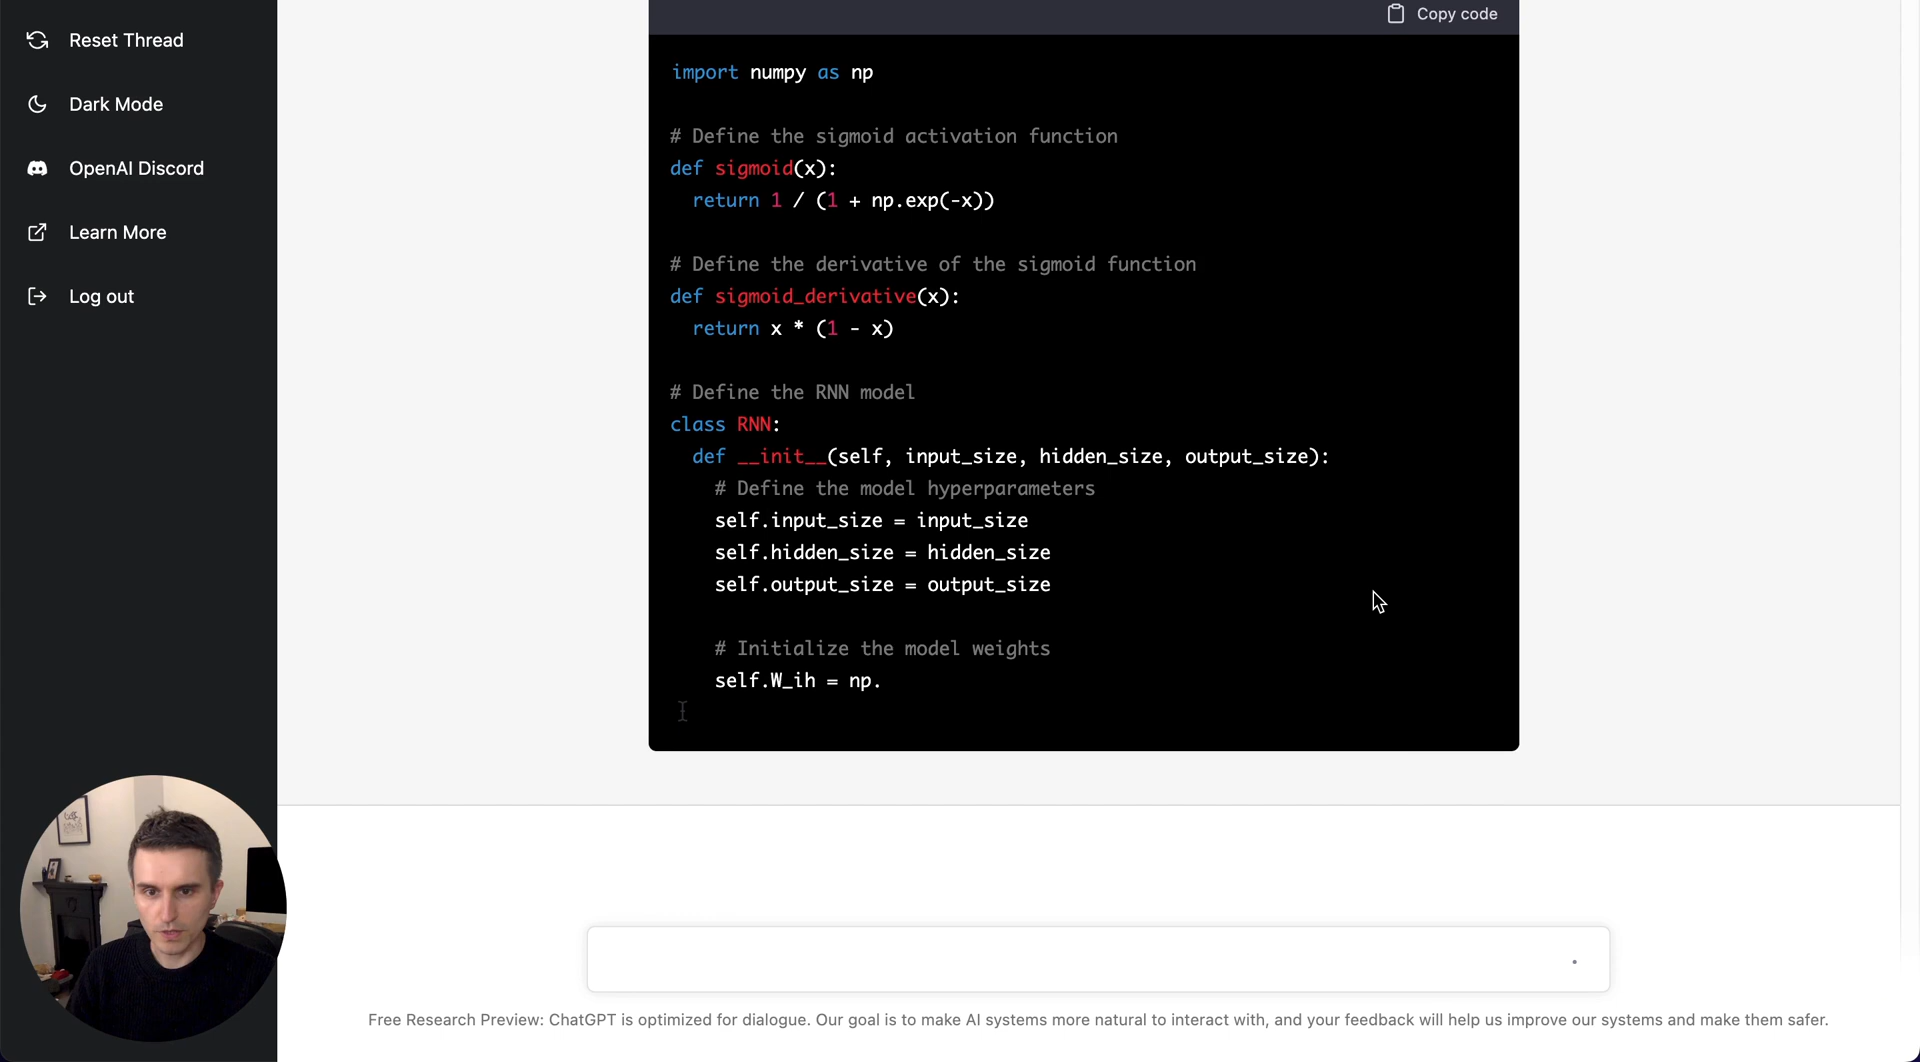 Reset Thread
Dark Mode
OpenAI Discord
Learn More
Log out
Copy code
import numpy as np
# Define the sigmoid activation function
def sigmoid(x):
  return 1 / (1 + np.exp(-x))
# Define the derivative of the sigmoid function
def sigmoid_derivative(x):
  return x * (1 - x)
# Define the RNN model
class RNN:
  def __init__(self, input_size, hidden_size, output_size):
    # Define the model hyperparameters
    self.input_size = input_size
    self.hidden_size = hidden_size
    self.output_size = output_size
    # Initialize the model weights
    self.W_ih = np.
Free Research Preview: ChatGPT is optimized for dialogue. Our goal is to make AI systems more natural to interact with, and your feedback will help us improve our systems and make them safer.